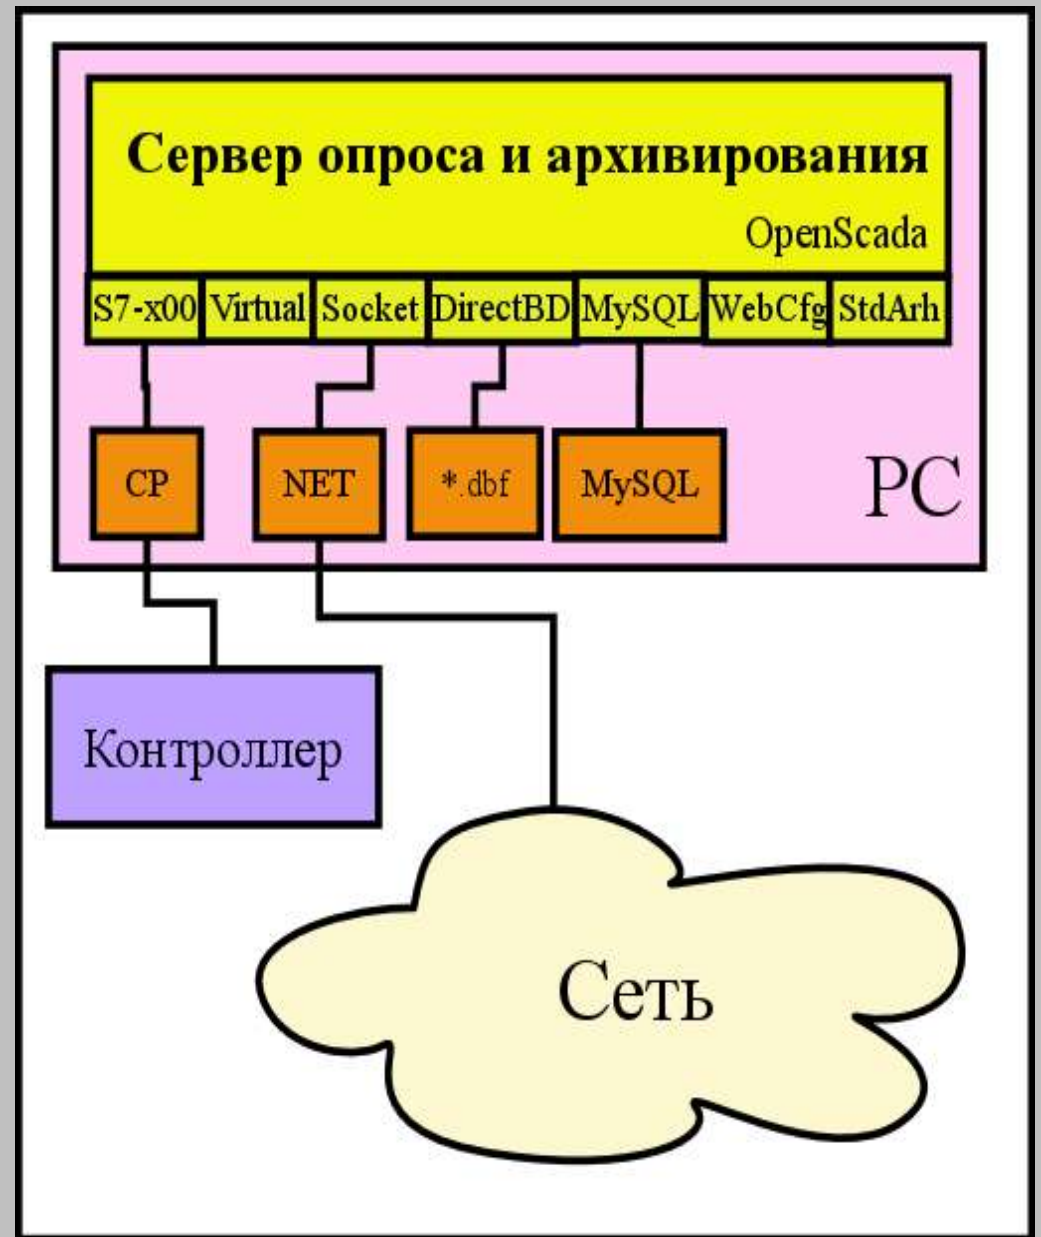 Сервер опроса и архивирования
OpenScada
S7-x00 Virtual Socket DirectBD MySQL WebCfg StdArh
CP NET *.dbf MySQL PC
Контроллер
Сеть